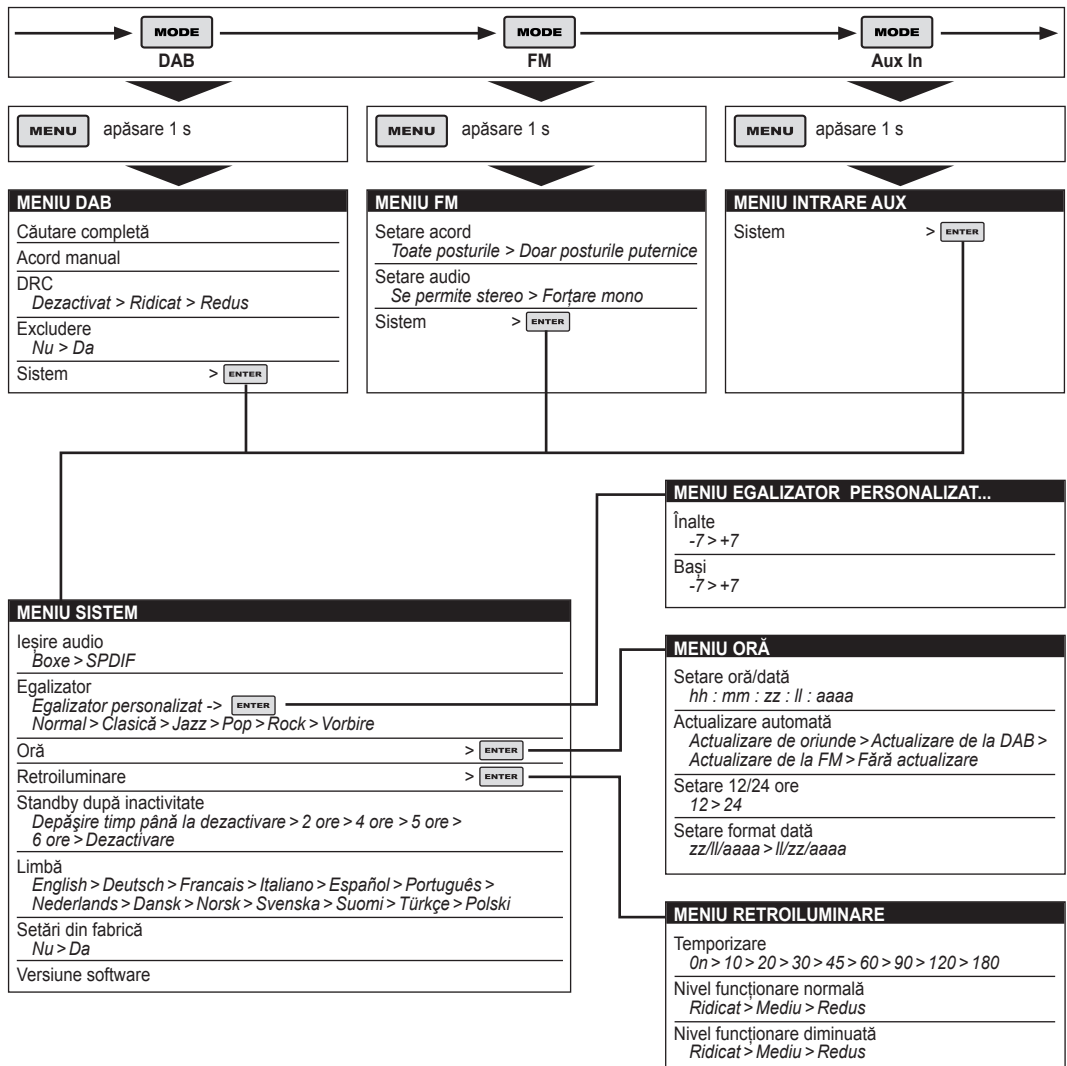 MODE
DAB
MODE
FM
MODE
Aux In
MENU apăsare 1 s
MENU apăsare 1 s
MENU apăsare 1 s
MENIU DAB
Căutare completă
Acord manual
DRC
Dezactivat > Ridicat > Redus
Excludere
Nu > Da
Sistem > ENTER
MENIU FM
Setare acord
Toate posturile > Doar posturile puternice
Setare audio
Se permite stereo > Forțare mono
Sistem > ENTER
MENIU INTRARE AUX
Sistem > ENTER
MENIU SISTEM
Ieșire audio
Boxe > SPDIF
Egalizator
Egalizator personalizat -> ENTER
Normal > Clasică > Jazz > Pop > Rock > Vorbire
Oră > ENTER
Retroiluminare > ENTER
Standby după inactivitate
Depăşire timp până la dezactivare > 2 ore > 4 ore > 5 ore >
6 ore > Dezactivare
Limbă
English > Deutsch > Francais > Italiano > Español > Português >
Nederlands > Dansk > Norsk > Svenska > Suomi > Türkçe > Polski
Setări din fabrică
Nu > Da
Versiune software
MENIU EGALIZATOR PERSONALIZAT...
Înalte
-7 > +7
Bași
-7 > +7
MENIU ORĂ
Setare oră/dată
hh : mm : zz : ll : aaaa
Actualizare automată
Actualizare de oriunde > Actualizare de la DAB >
Actualizare de la FM > Fără actualizare
Setare 12/24 ore
12 > 24
Setare format dată
zz/ll/aaaa > ll/zz/aaaa
MENIU RETROILUMINARE
Temporizare
0n > 10 > 20 > 30 > 45 > 60 > 90 > 120 > 180
Nivel funcționare normală
Ridicat > Mediu > Redus
Nivel funcționare diminuată
Ridicat > Mediu > Redus